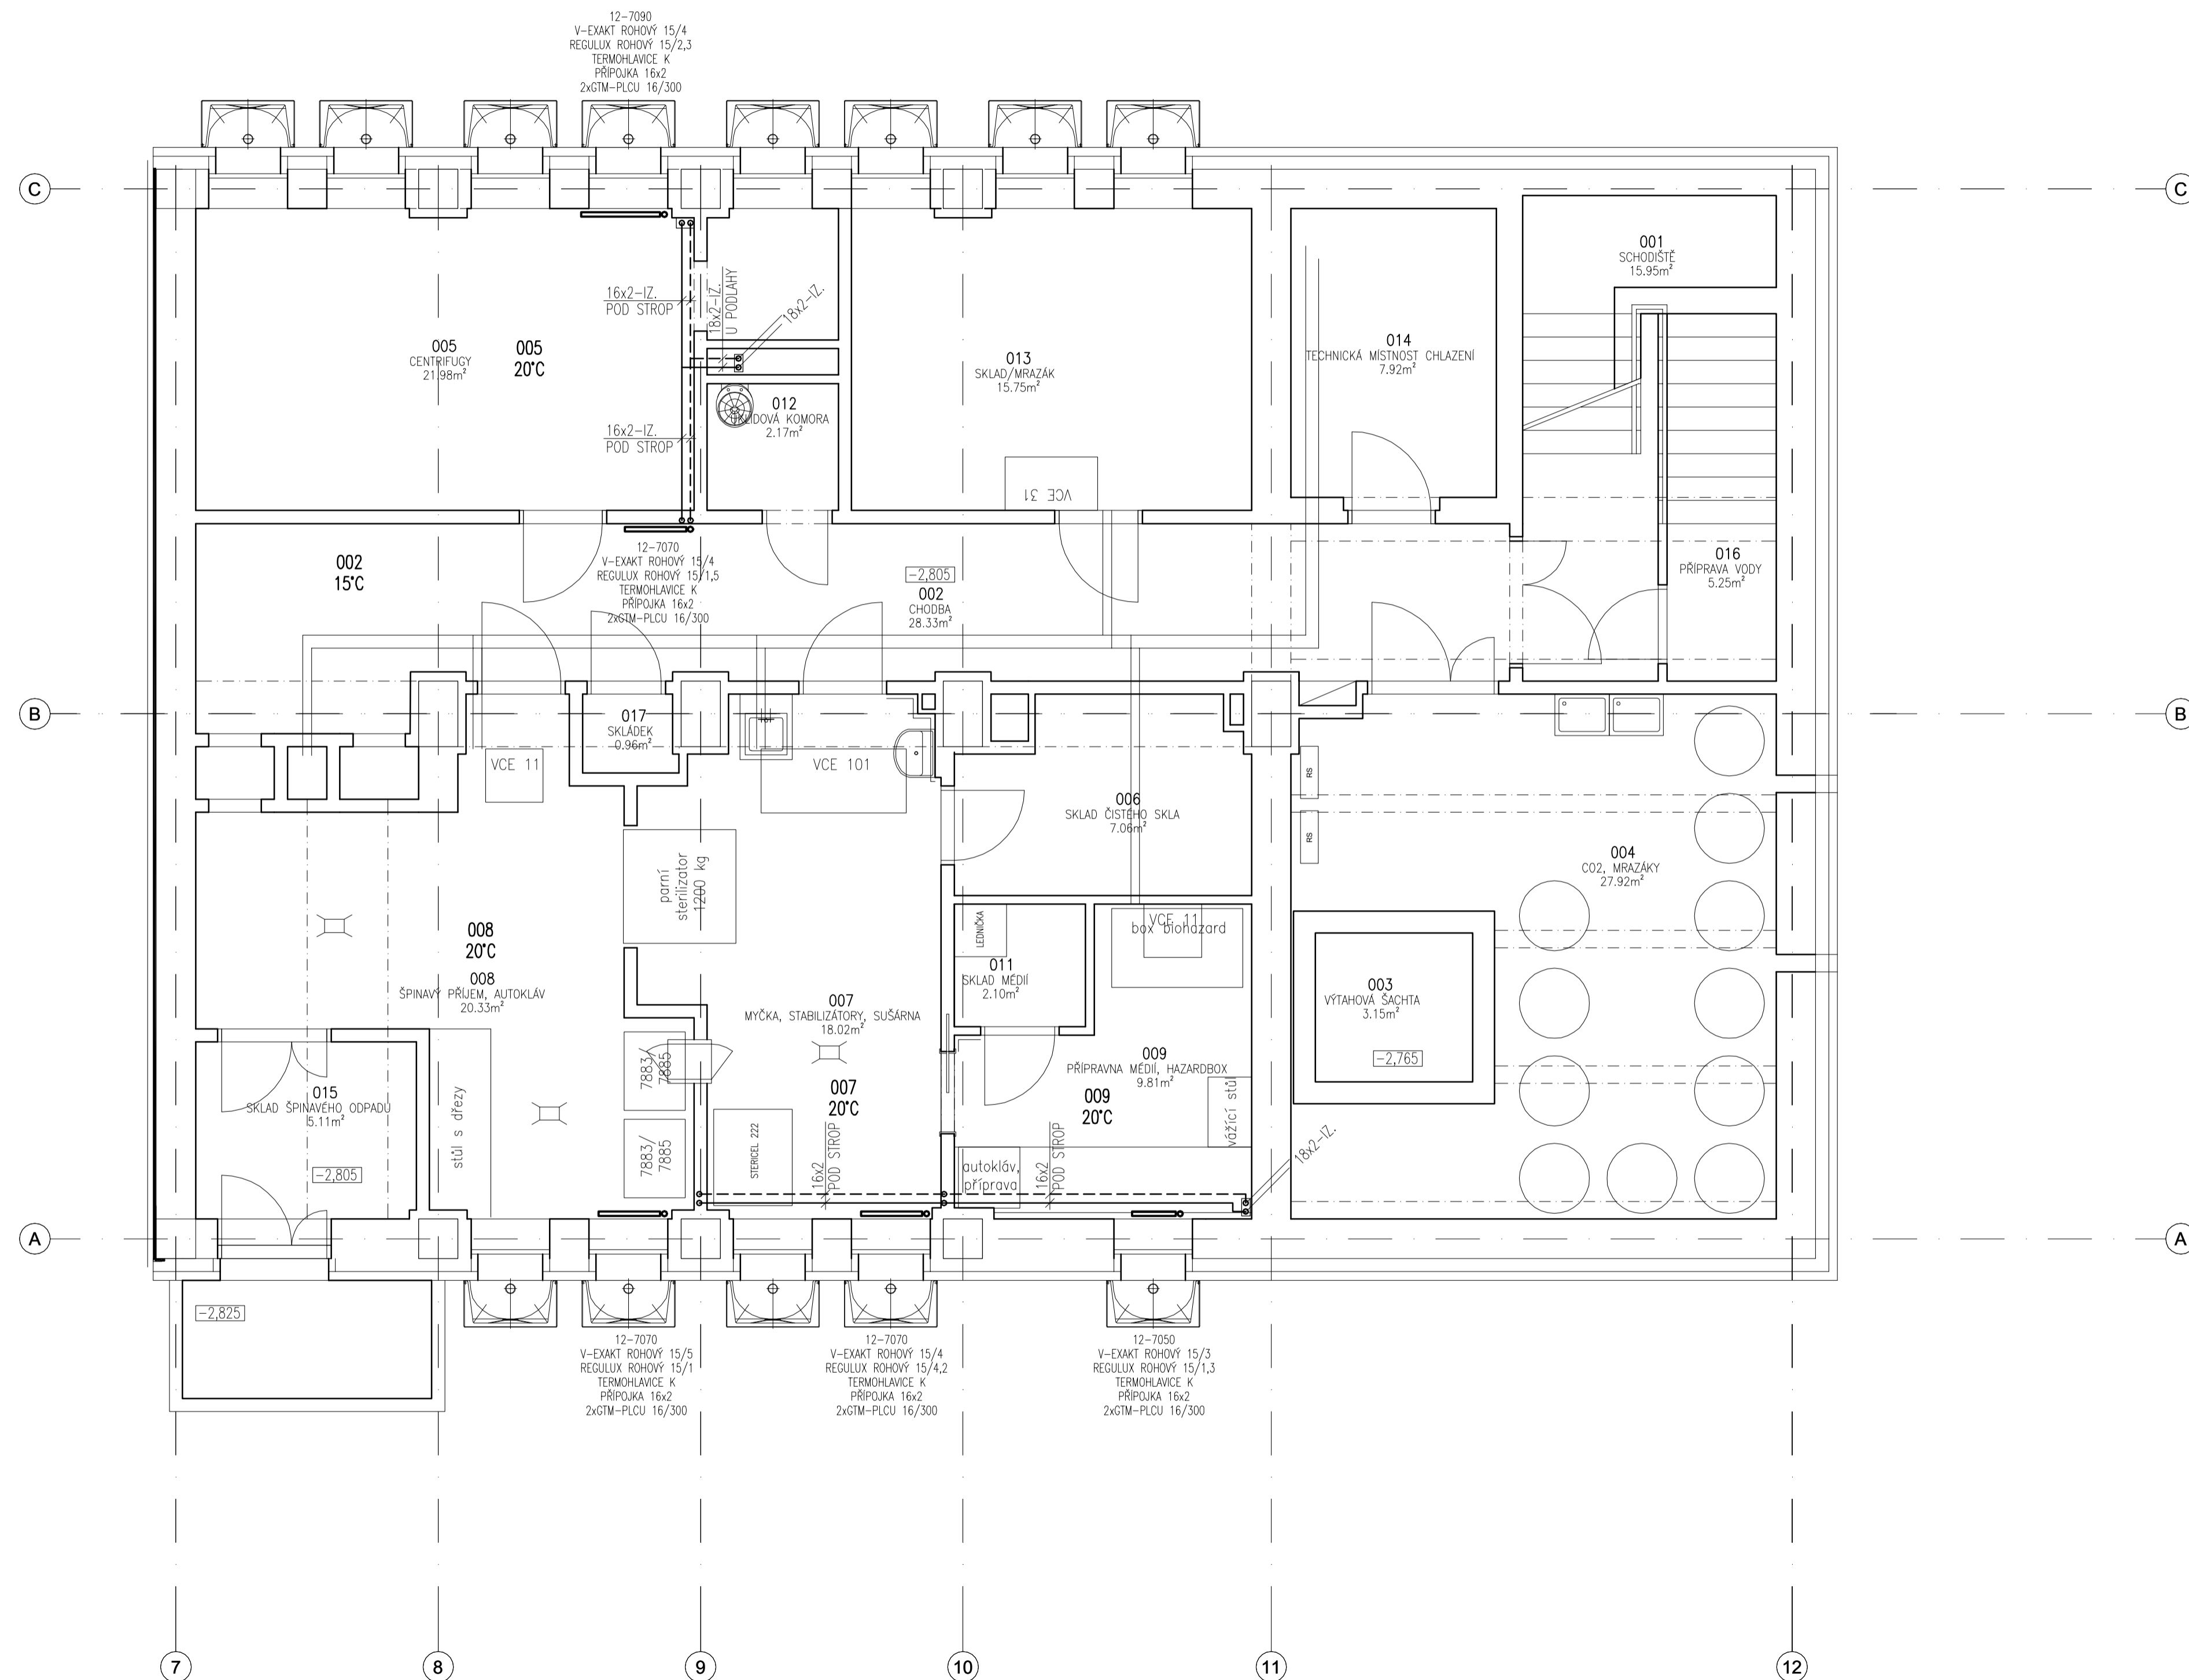 12-7090
V-EXAKT ROHOVÝ 15/4
REGULUX ROHOVÝ 15/2,3
TERMOHLAVICE K
PŘÍPOJKA 16x2
2xGTM-PLCU 16/300
C
C
001
SCHODIŠTĚ
15.95m²
16x2-IZ.
POD STROP
18x2-IZ.
U PODLAHY
18x2-IZ.
005
CENTRIFUGY
21.98m²
005
20°C
013
SKLAD/MRAZÁK
15.75m²
014
TECHNICKÁ MÍSTNOST CHLAZENÍ
7.92m²
012
ÚKLIDOVÁ KOMORA
2.17m²
16x2-IZ.
POD STROP
VCE 31
002
15°C
12-7070
V-EXAKT ROHOVÝ 15/4
REGULUX ROHOVÝ 15/1,5
TERMOHLAVICE K
PŘÍPOJKA 16x2
2xGTM-PLCU 16/300
-2,805
002
CHODBA
28.33m²
016
PŘÍPRAVA VODY
5.25m²
B
B
017
SKLÁDEK
0.96m²
VCE 11
VCE 101
RS
RS
006
SKLAD ČISTÉHO SKLA
7.06m²
004
CO2, MRAZÁKY
27.92m²
parní
sterilizator
1200 kg
LEDNIČKA
VCE 11
box biohazard
008
20°C
008
ŠPINAVÝ PŘÍJEM, AUTOKLÁV
20.33m²
011
SKLAD MÉDIÍ
2.10m²
003
VÝTAHOVÁ ŠACHTA
3.15m²
-2,765
007
MYČKA, STABILIZÁTORY, SUŠÁRNA
18.02m²
007
20°C
009
PŘÍPRAVNA MÉDIÍ, HAZARDBOX
9.81m²
009
20°C
7883/
7885
7883/
7885
015
SKLAD ŠPINAVÉHO ODPADU
5.11m²
-2,805
stůl s dřezy
STERICEL 222
16x2
POD STROP
autokláv,
příprava
16x2
POD STROP
vážící stůl
18x2-IZ.
A
A
-2,825
12-7070
V-EXAKT ROHOVÝ 15/5
REGULUX ROHOVÝ 15/1
TERMOHLAVICE K
PŘÍPOJKA 16x2
2xGTM-PLCU 16/300
12-7070
V-EXAKT ROHOVÝ 15/4
REGULUX ROHOVÝ 15/4,2
TERMOHLAVICE K
PŘÍPOJKA 16x2
2xGTM-PLCU 16/300
12-7050
V-EXAKT ROHOVÝ 15/3
REGULUX ROHOVÝ 15/1,3
TERMOHLAVICE K
PŘÍPOJKA 16x2
2xGTM-PLCU 16/300
7
8
9
10
11
12